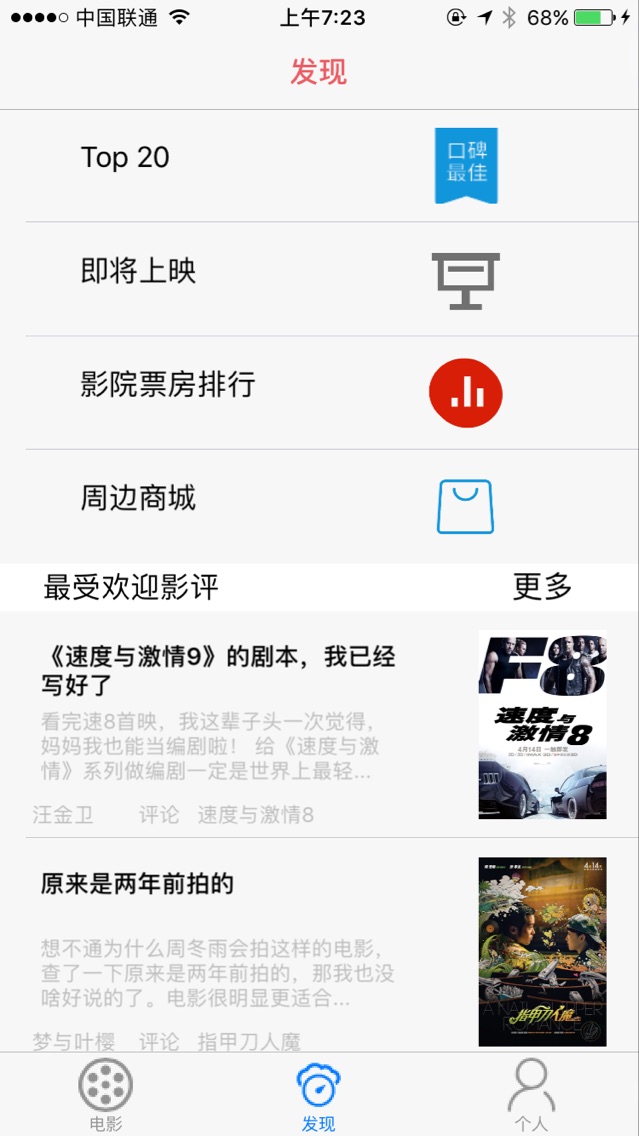 中国联通 上午7:23 68%
发现
Top 20
口碑
最佳
即将上映
影院票房排行
周边商城
最受欢迎影评 更多
《速度与激情9》的剧本，我已经
写好了
看完速8首映，我这辈子头一次觉得，
妈妈我也能当编剧啦！ 给《速度与激
情》系列做编剧一定是世界上最轻...
汪金卫 评论 速度与激情8
F8
速度与
激情8
4月14日
原来是两年前拍的
想不通为什么周冬雨会拍这样的电影，
查了一下原来是两年前拍的，那我也没
啥好说的了。电影很明显更适合...
梦与叶樱 评论 指甲刀人魔
4月14日
指甲刀人魔
ROMANCE
电影 发现 个人